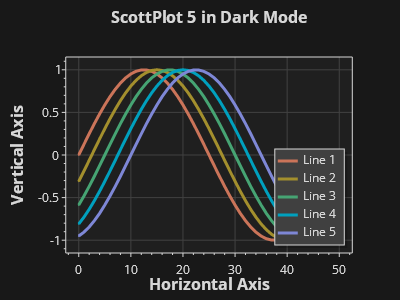 ScottPlot 5 in Dark Mode
Vertical Axis
1
0.5
0
-0.5
-1
Line 1
Line 2
Line 3
Line 4
Line 5
0 10 20 30 40 50
Horizontal Axis